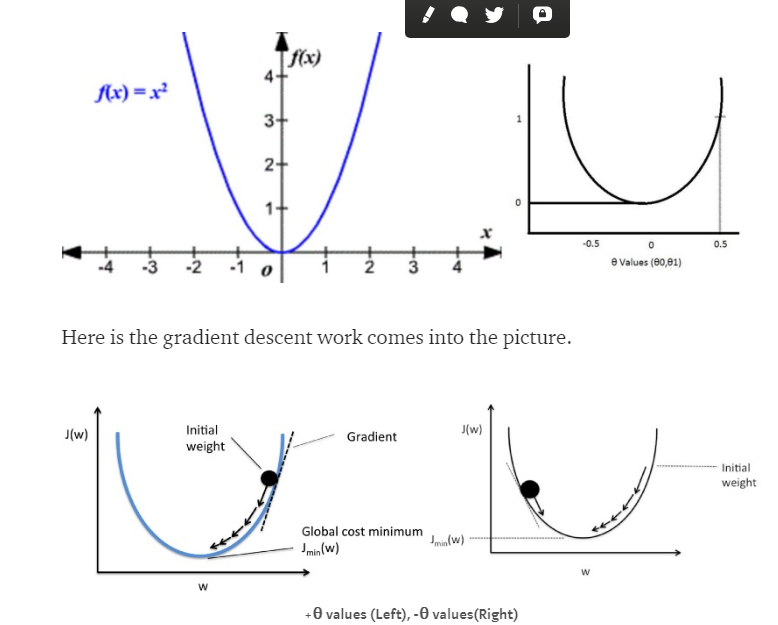 f(x)
f(x) = x²
4
3
2
1
x
-4 -3 -2 -1 0 1 2 3 4
1
0
-0.5 0 0.5
θ Values (θ0,θ1)
Here is the gradient descent work comes into the picture.
J(w)
Initial
weight
Gradient
Global cost minimum
Jmin(w)
w
J(w)
Initial
weight
Jmin(w)
w
+θ values (Left), -θ values(Right)